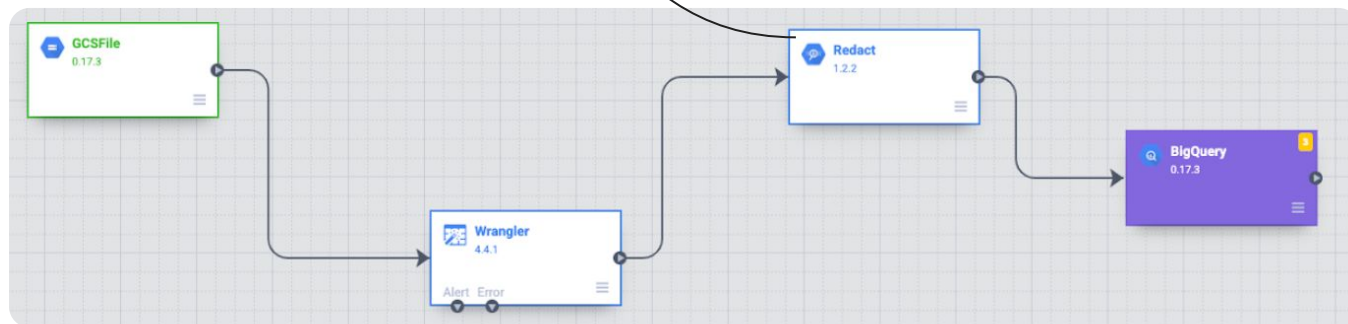 GCSFile
0.17.3
Wrangler
4.4.1
Alert Error
Redact
1.2.2
3
BigQuery
0.17.3